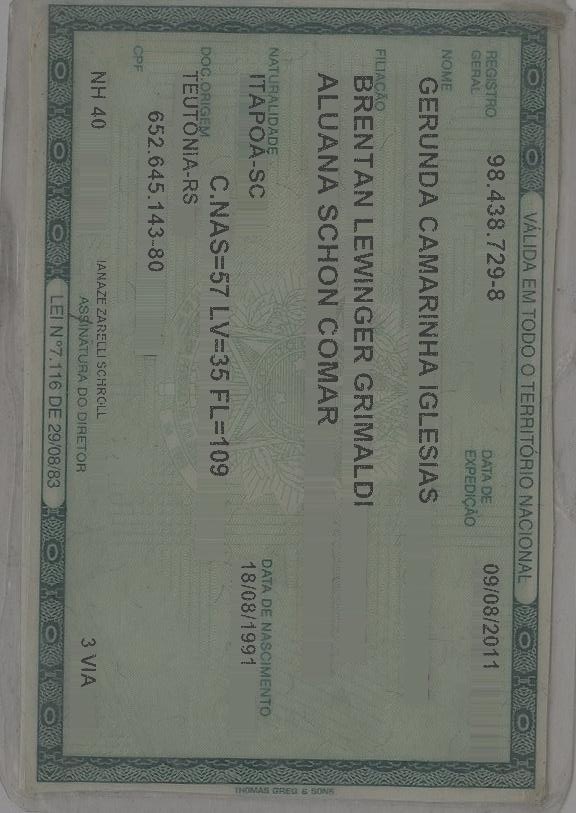 VÁLIDA EM TODO O TERRITÓRIO NACIONAL
REGISTRO GERAL 98.438.729-8 DATA DE EXPEDIÇÃO 09/08/2011
NOME
GERUNDA CAMARINHA IGLESIAS
FILIAÇÃO
BRENTAN LEWINGER GRIMALDI
ALUANA SCHON COMAR
NATURALIDADE DATA DE NASCIMENTO
ITAPOÁ-SC 18/08/1991
DOC.ORIGEM C.NAS=57 LV=35 FL=109
TEUTÔNIA-RS
CPF 652.645.143-80
NH 40 3 VIA
IANAZE ZARELLI SCHROLL
ASSINATURA DO DIRETOR
LEI Nº7.116 DE 29/08/83
THOMAS GREG & SONS